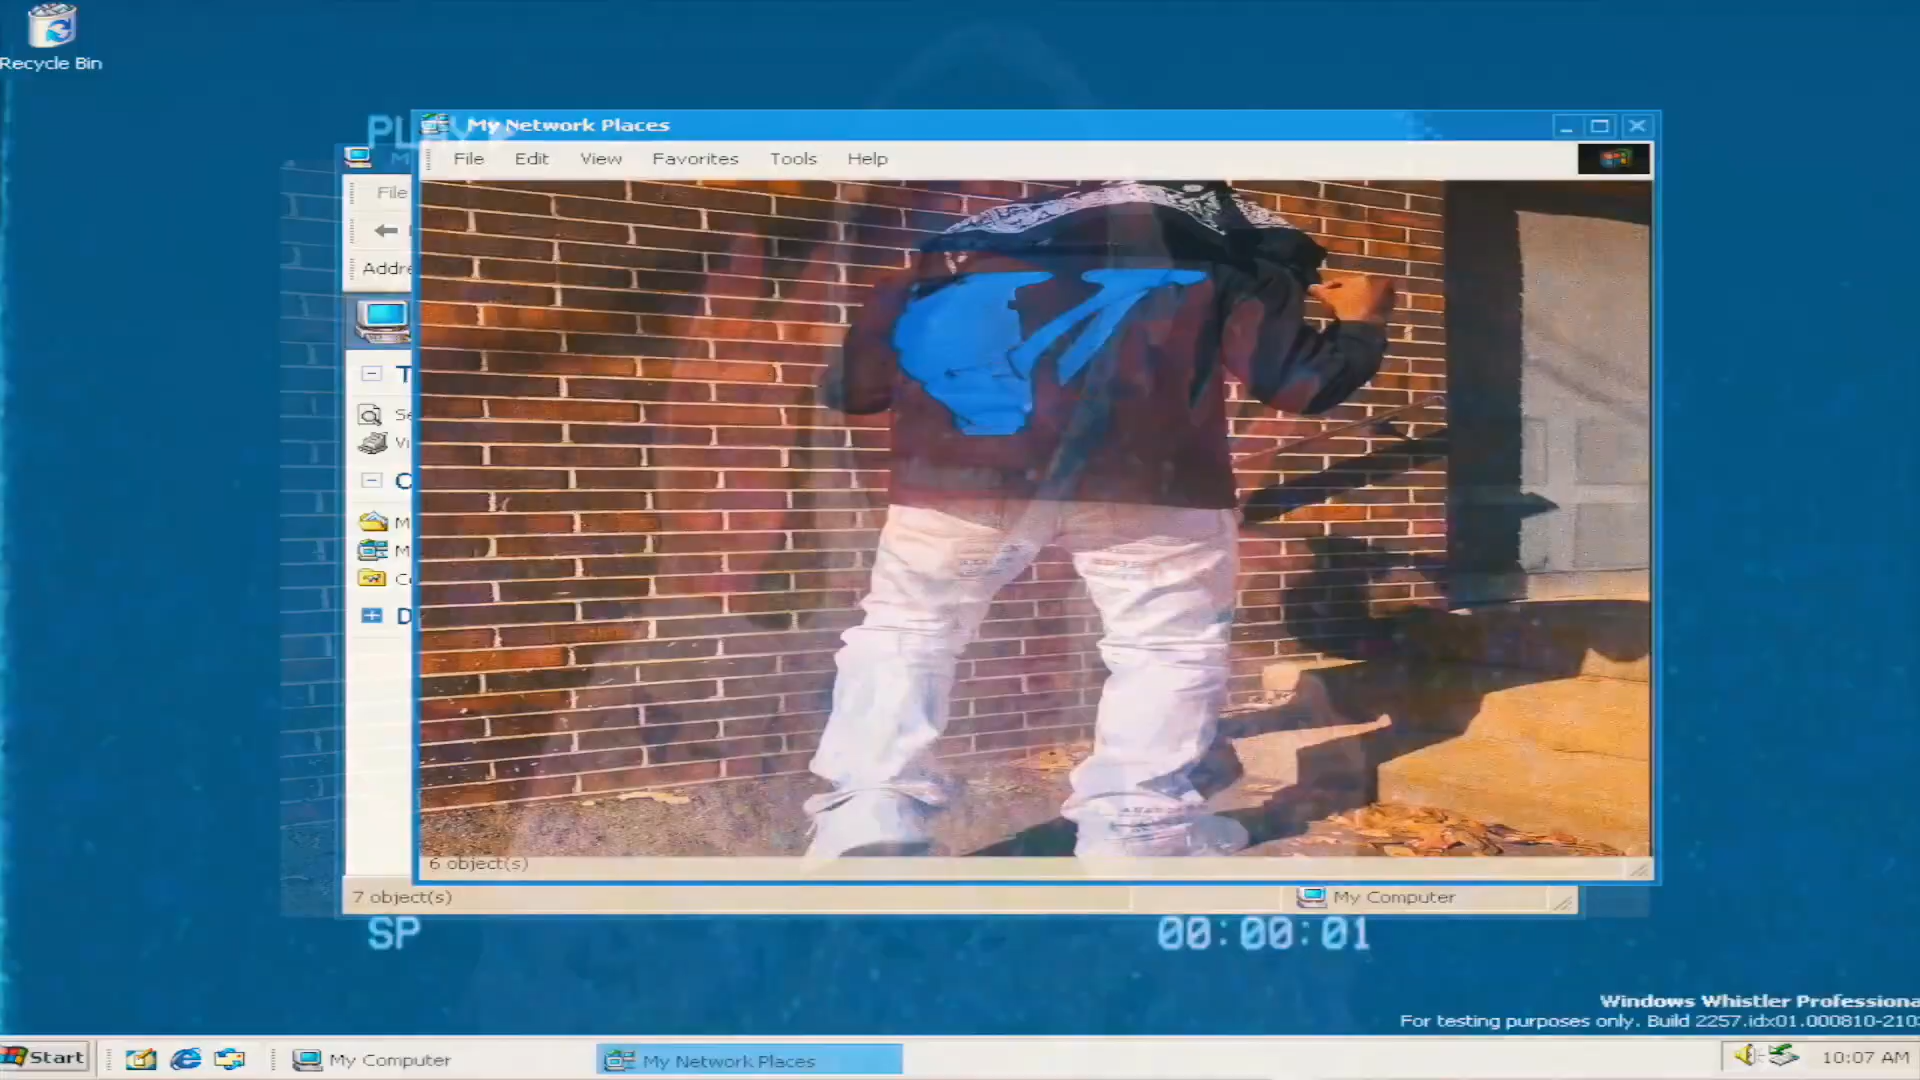 Recycle Bin
PLAY
My Network Places
File Edit View Favorites Tools Help
File
Addre
6 object(s)
7 object(s)
My Computer
SP
00:00:01
Windows Whistler Professiona
For testing purposes only. Build 2257.idx01.000810-210
Start
My Computer
My Network Places
10:07 AM